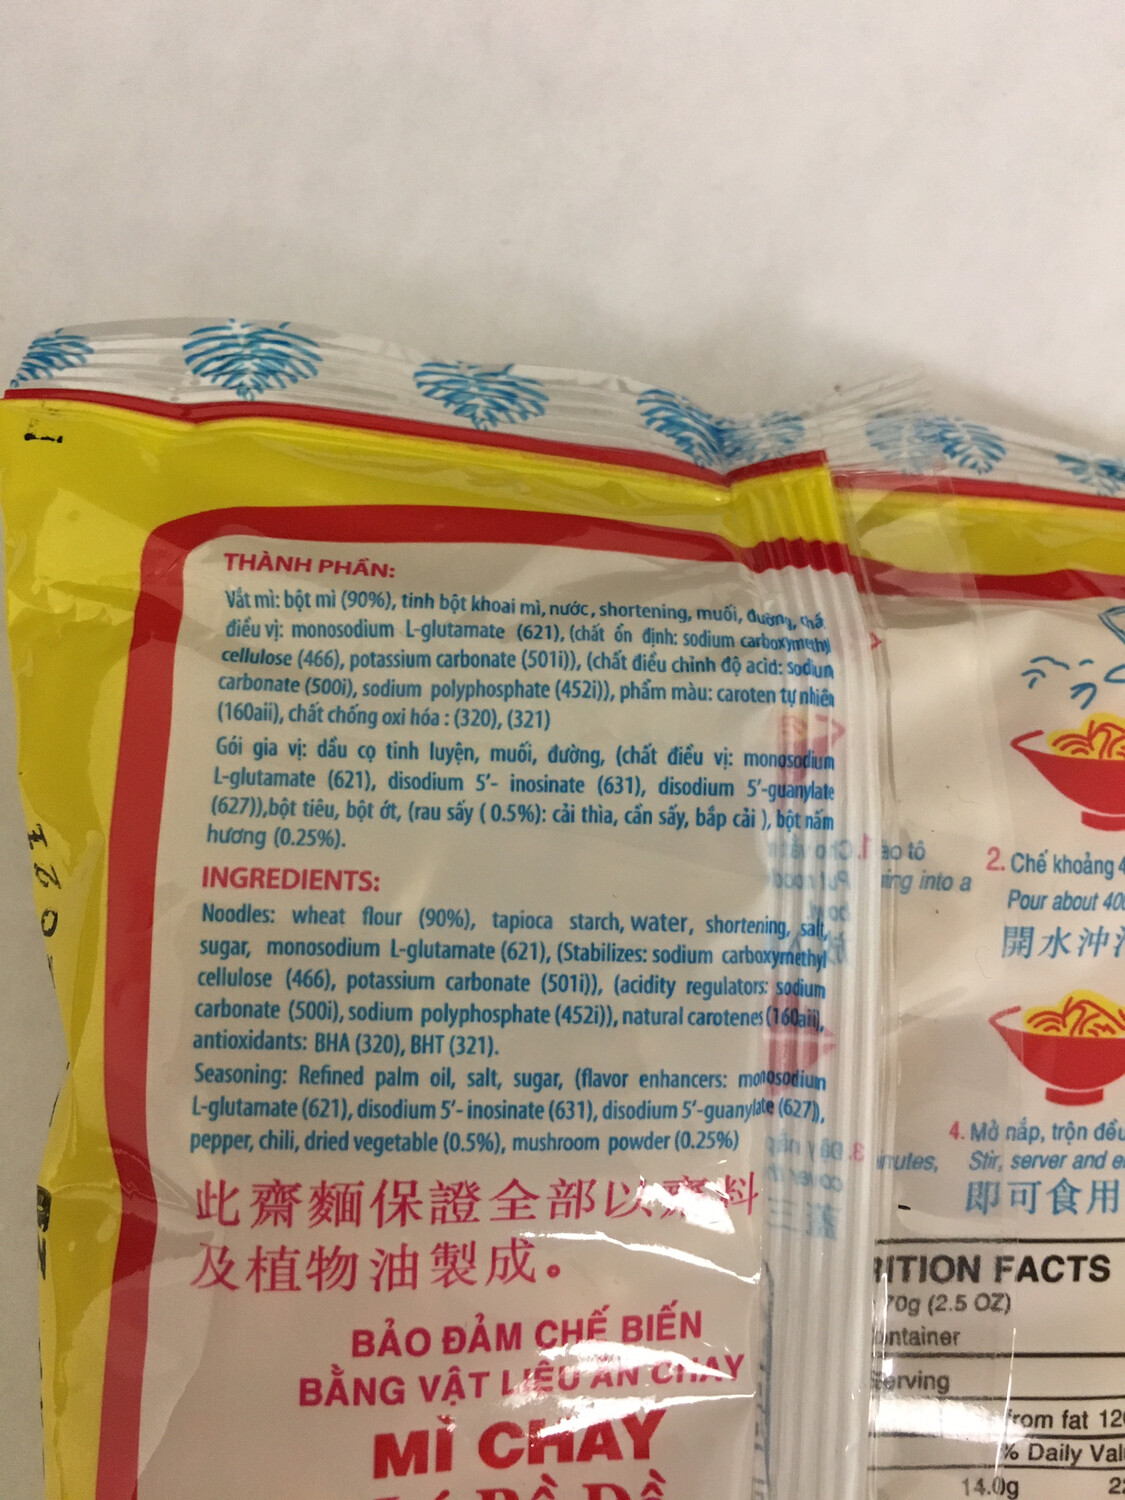 THÀNH PHẦN:
Vắt mì: bột mì (90%), tinh bột khoai mì, nước, shortening, muối, đường, chất
điều vị: monosodium L-glutamate (621), (chất ổn định: sodium carboxymethyl
cellulose (466), potassium carbonate (501i)), (chất điều chỉnh độ acid: sodium
carbonate (500i), sodium polyphosphate (452i)), phẩm màu: caroten tự nhiên
(160aii), chất chống oxi hóa : (320), (321)
Gói gia vị: dầu cọ tinh luyện, muối, đường, (chất điều vị: monosodium
L-glutamate (621), disodium 5’- inosinate (631), disodium 5’-guanylate
(627)),bột tiêu, bột ớt, (rau sấy ( 0.5%): cải thìa, cần sấy, bắp cải ), bột nấm
hương (0.25%).
INGREDIENTS:
Noodles: wheat flour (90%), tapioca starch, water, shortening, salt,
sugar, monosodium L-glutamate (621), (Stabilizes: sodium carboxymethyl
cellulose (466), potassium carbonate (501i)), (acidity regulators: sodium
carbonate (500i), sodium polyphosphate (452i)), natural carotenes (160aii),
antioxidants: BHA (320), BHT (321).
Seasoning: Refined palm oil, salt, sugar, (flavor enhancers: monosodium
L-glutamate (621), disodium 5’- inosinate (631), disodium 5’-guanylate (627)),
pepper, chili, dried vegetable (0.5%), mushroom powder (0.25%)
此齋麵保證全部以齋料
及植物油製成。
BẢO ĐẢM CHẾ BIẾN
BẰNG VẬT LIỆU ĂN CHAY
MÌ CHAY
Lá Bồ Đề
tô
into a
2. Chế khoảng
Pour about
開水沖
4. Mở nắp, trộn đều
Stir, server and
即可食用
FACTS
70g (2.5 OZ)
from fat
% Daily
14.0g